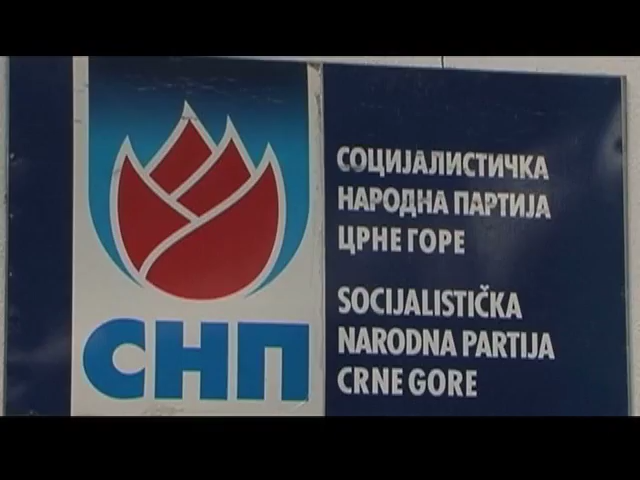 СНП
СОЦИЈАЛИСТИЧКА
НАРОДНА ПАРТИЈА
ЦРНЕ ГОРЕ
SOCIJALISTIČKA
NARODNA PARTIJA
CRNE GORE